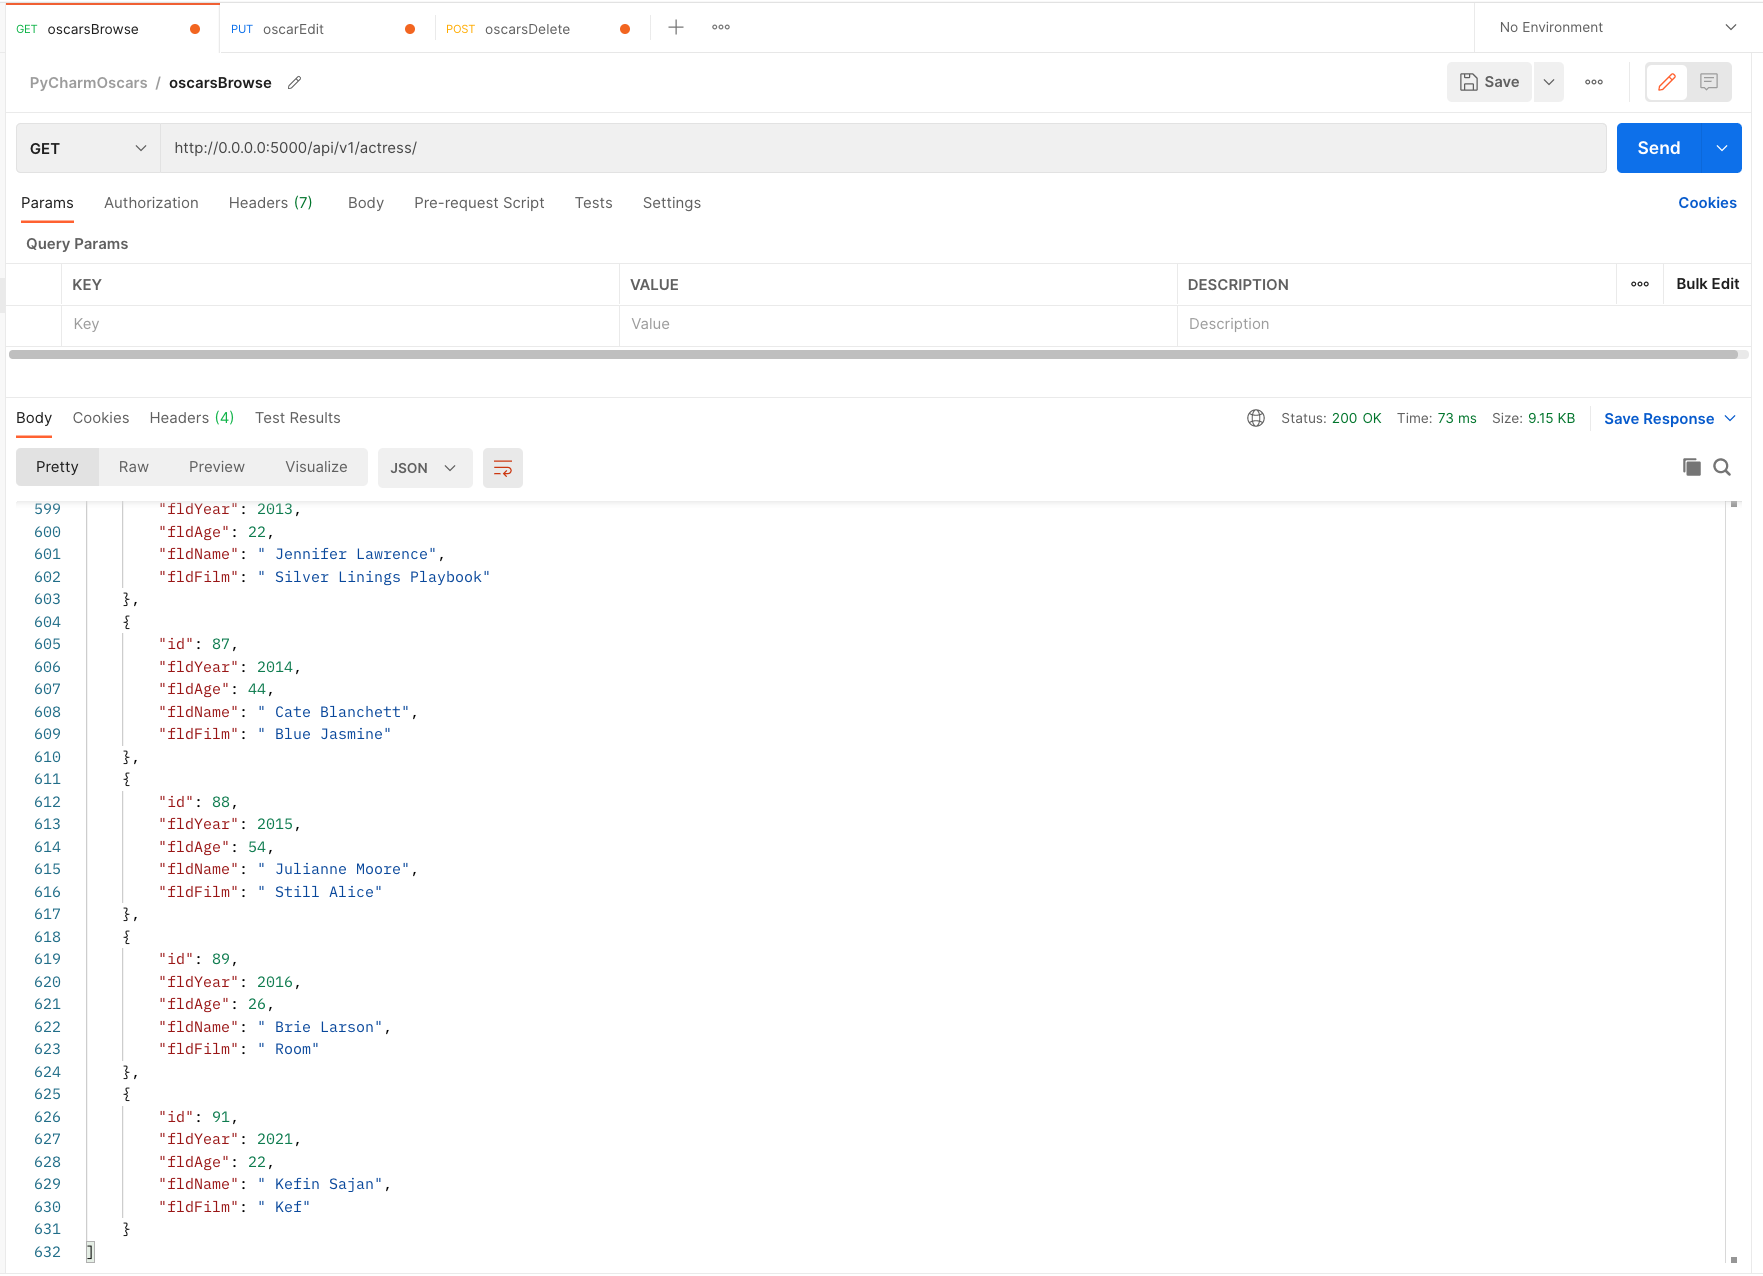 GET oscarsBrowse PUT oscarEdit POST oscarsDelete No Environment
PyCharmOscars / oscarsBrowse Save
GET http://0.0.0.0:5000/api/v1/actress/ Send
Params Authorization Headers (7) Body Pre-request Script Tests Settings Cookies
Query Params
KEY VALUE DESCRIPTION Bulk Edit
Key Value Description
Body Cookies Headers (4) Test Results Status: 200 OK Time: 73 ms Size: 9.15 KB Save Response
Pretty Raw Preview Visualize JSON
599 "fldYear": 2013,
600 "fldAge": 22,
601 "fldName": " Jennifer Lawrence",
602 "fldFilm": " Silver Linings Playbook"
603 },
604 {
605 "id": 87,
606 "fldYear": 2014,
607 "fldAge": 44,
608 "fldName": " Cate Blanchett",
609 "fldFilm": " Blue Jasmine"
610 },
611 {
612 "id": 88,
613 "fldYear": 2015,
614 "fldAge": 54,
615 "fldName": " Julianne Moore",
616 "fldFilm": " Still Alice"
617 },
618 {
619 "id": 89,
620 "fldYear": 2016,
621 "fldAge": 26,
622 "fldName": " Brie Larson",
623 "fldFilm": " Room"
624 },
625 {
626 "id": 91,
627 "fldYear": 2021,
628 "fldAge": 22,
629 "fldName": " Kefin Sajan",
630 "fldFilm": " Kef"
631 }
632 ]